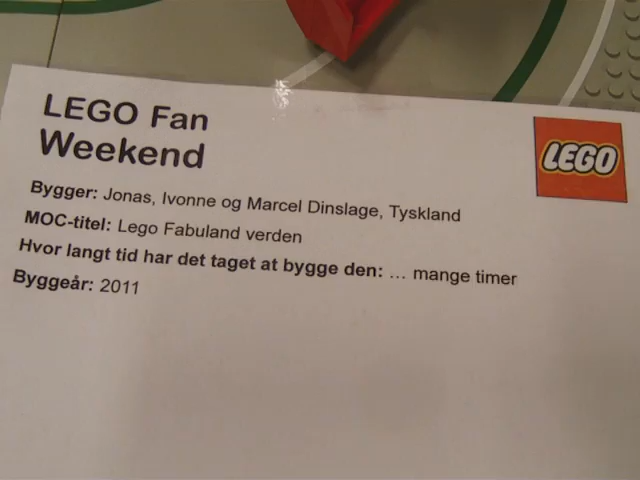 LEGO Fan
Weekend
LEGO
Bygger: Jonas, Ivonne og Marcel Dinslage, Tyskland
MOC-titel: Lego Fabuland verden
Hvor langt tid har det taget at bygge den: ... mange timer
Byggeår: 2011